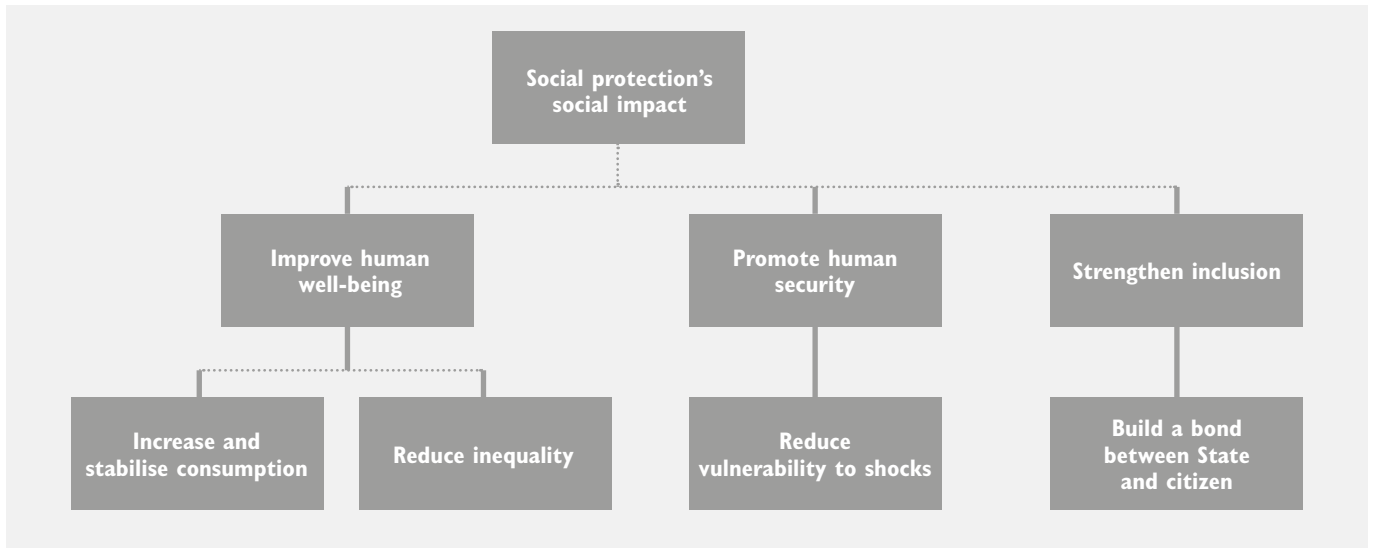 Social protection’s
social impact
Improve human
well-being
Promote human
security
Strengthen inclusion
Increase and
stabilise consumption
Reduce inequality
Reduce
vulnerability to shocks
Build a bond
between State
and citizen